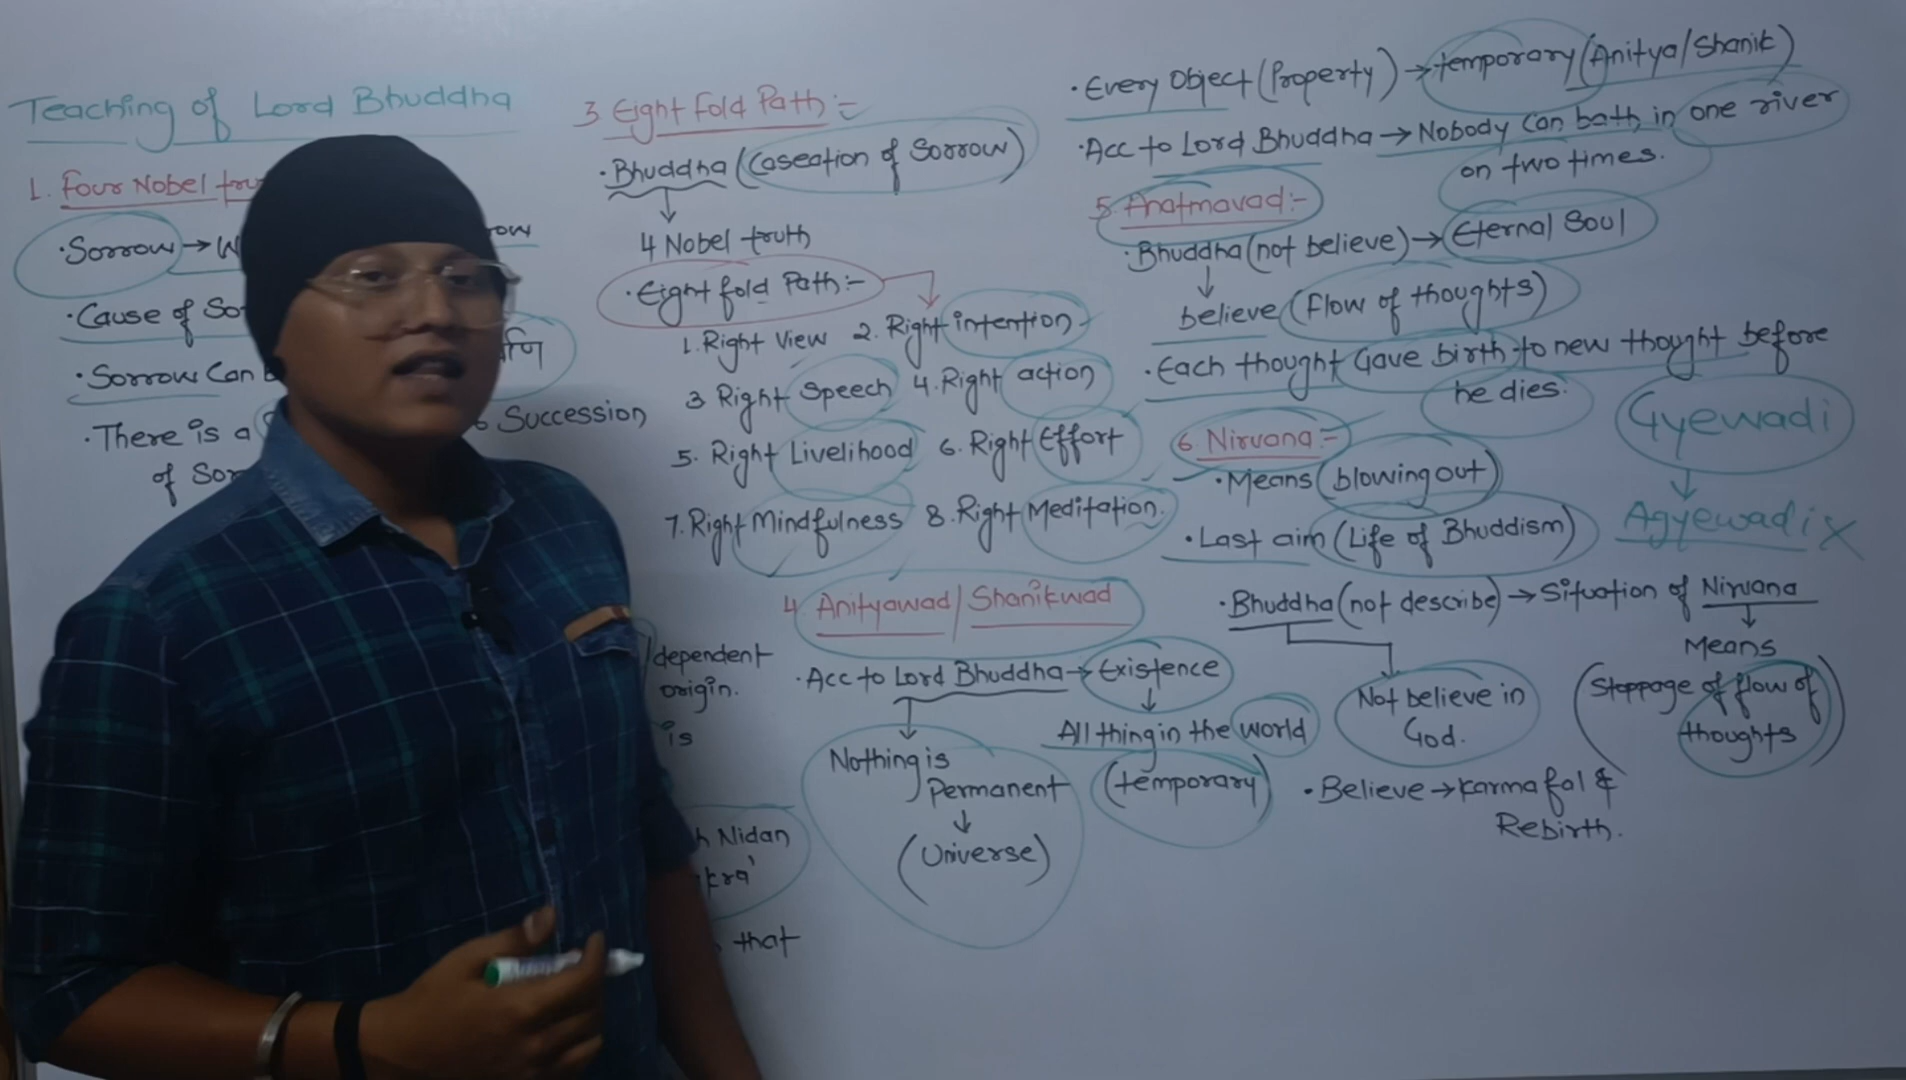 Teaching of Lord Bhuddha
1. Four Nobel
• Sorrow →
• Cause of
• Sorrow Can
• There is a Succession
of
dependent
origin.
is
Nidan
that
3. Eight Fold Path :-
• Bhuddha (Caseation of Sorrow)
4 Nobel truth
• Eight fold Path :-
1. Right View 2. Right intention
3 Right Speech 4. Right action
5. Right Livelihood 6. Right Effort
7. Right Mindfulness 8. Right Meditation.
4. Anityawad/Shanikwad
• Acc to Lord Bhuddha → Existence
Nothing is
Permanent
(Universe)
All thing in the world
(temporary)
• Every Object (Property) → temporary (Anitya/Shanik)
• Acc to Lord Bhuddha → Nobody Can bath in one river
on two times.
5. Anatmavad :-
• Bhuddha (not believe) → Eternal Soul
believe (Flow of thoughts)
• Each thought Gave birth to new thought before
he dies.
6 Nirvana :-
• Means (blowing out)
• Last aim (Life of Bhuddism)
• Bhuddha (not describe) → Situation of Nirvana
Means
(Stoppage of flow of
thoughts)
Not believe in
God.
• Believe → Karma fal &
Rebirth.
Gyewadi
Agyewadi X